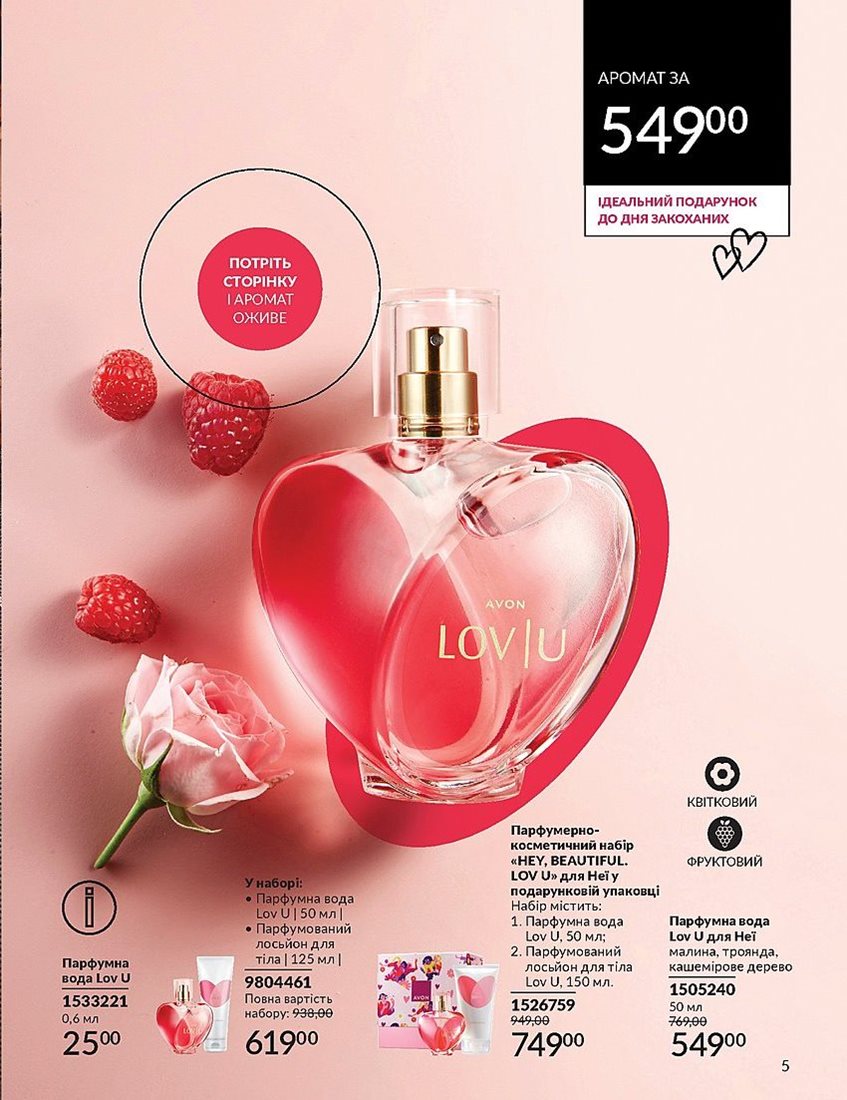 АРОМАТ ЗА
549⁰⁰
ІДЕАЛЬНИЙ ПОДАРУНОК
ДО ДНЯ ЗАКОХАНИХ
ПОТРІТЬ
СТОРІНКУ
І АРОМАТ
ОЖИВЕ
AVON
LOV|U
КВІТКОВИЙ
ФРУКТОВИЙ
Парфумна
вода Lov U
1533221
0,6 мл
25⁰⁰
У наборі:
• Парфумна вода
Lov U | 50 мл |
• Парфумований
лосьйон для
тіла | 125 мл |
9804461
Повна вартість
набору: 938,00
619⁰⁰
LOV|U
Парфумерно-
косметичний набір
«HEY, BEAUTIFUL.
LOV U» для Неї у
подарунковій упаковці
Набір містить:
1. Парфумна вода
Lov U, 50 мл;
2. Парфумований
лосьйон для тіла
Lov U, 150 мл.
1526759
949,00
749⁰⁰
AVON
Парфумна вода
Lov U для Неї
малина, троянда,
кашемірове дерево
1505240
50 мл
769,00
549⁰⁰
5